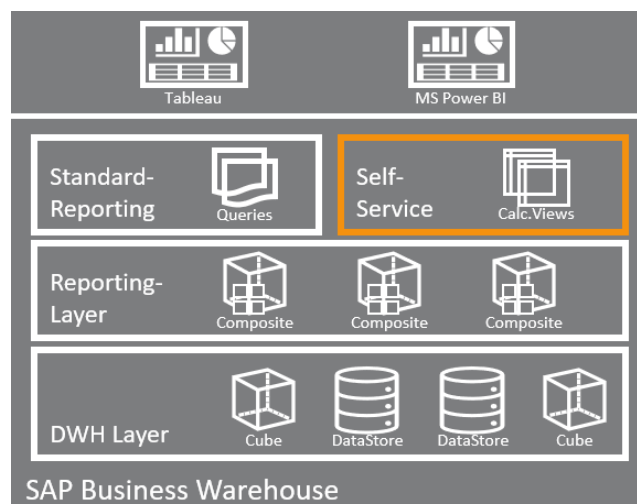 Tableau
MS Power BI
Standard-
Reporting
Queries
Self-
Service
Calc.Views
Reporting-
Layer
Composite
Composite
Composite
DWH Layer
Cube
DataStore
DataStore
Cube
SAP Business Warehouse